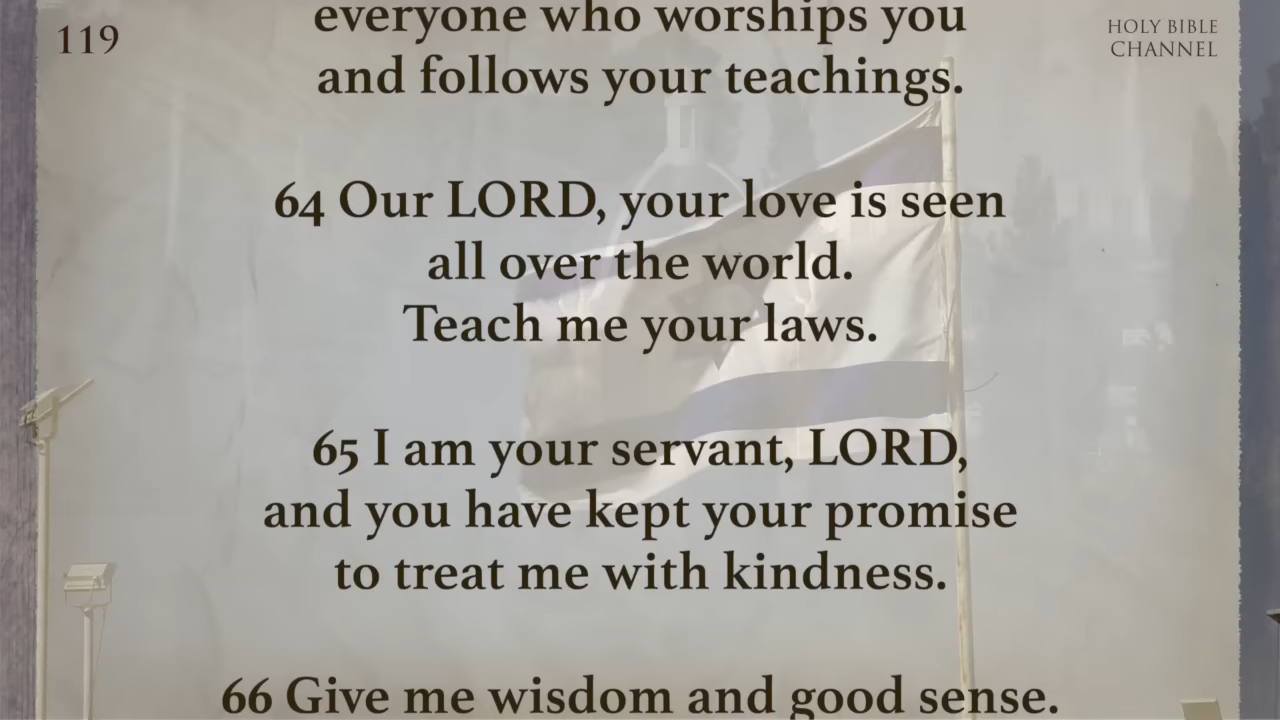 119
HOLY BIBLE
CHANNEL
everyone who worships you
and follows your teachings.
64 Our LORD, your love is seen
all over the world.
Teach me your laws.
65 I am your servant, LORD,
and you have kept your promise
to treat me with kindness.
66 Give me wisdom and good sense.